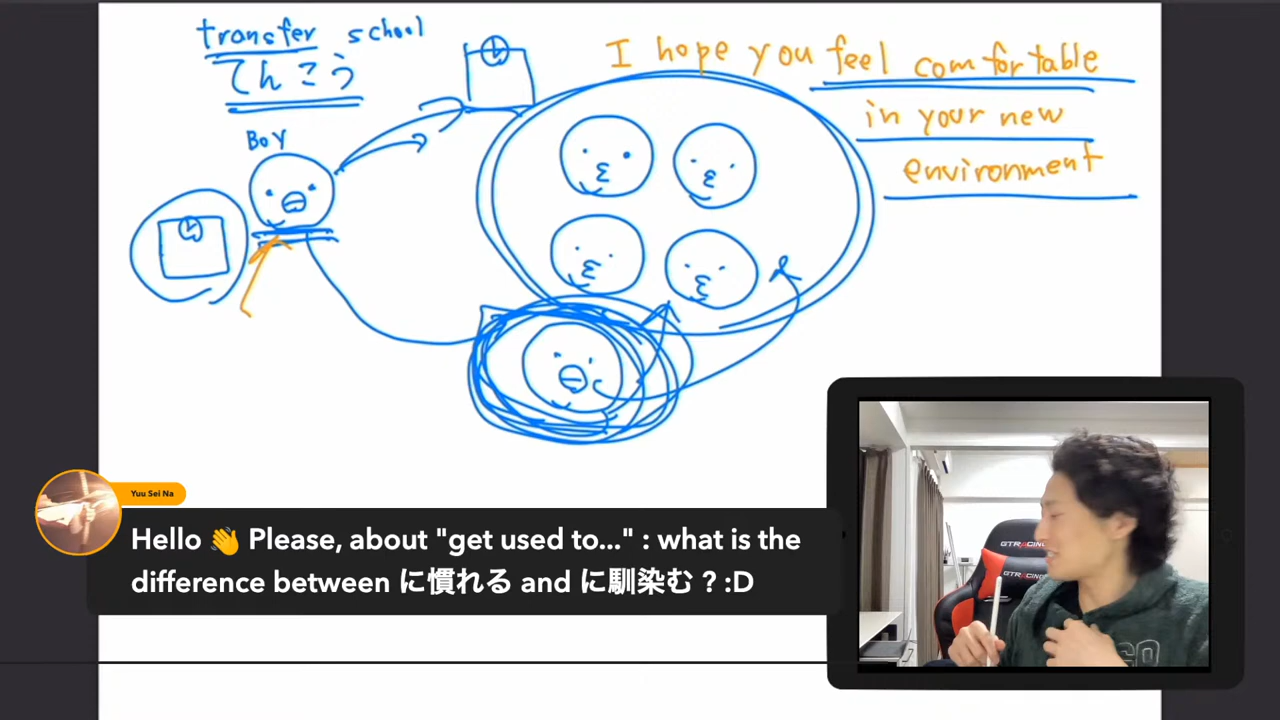 transfer school
てんこう
I hope you feel comfortable
in your new
environment
BOY
Yuu Sei Na
Hello 👋 Please, about "get used to..." : what is the
difference between に慣れる and に馴染む ? :D
GTRACING